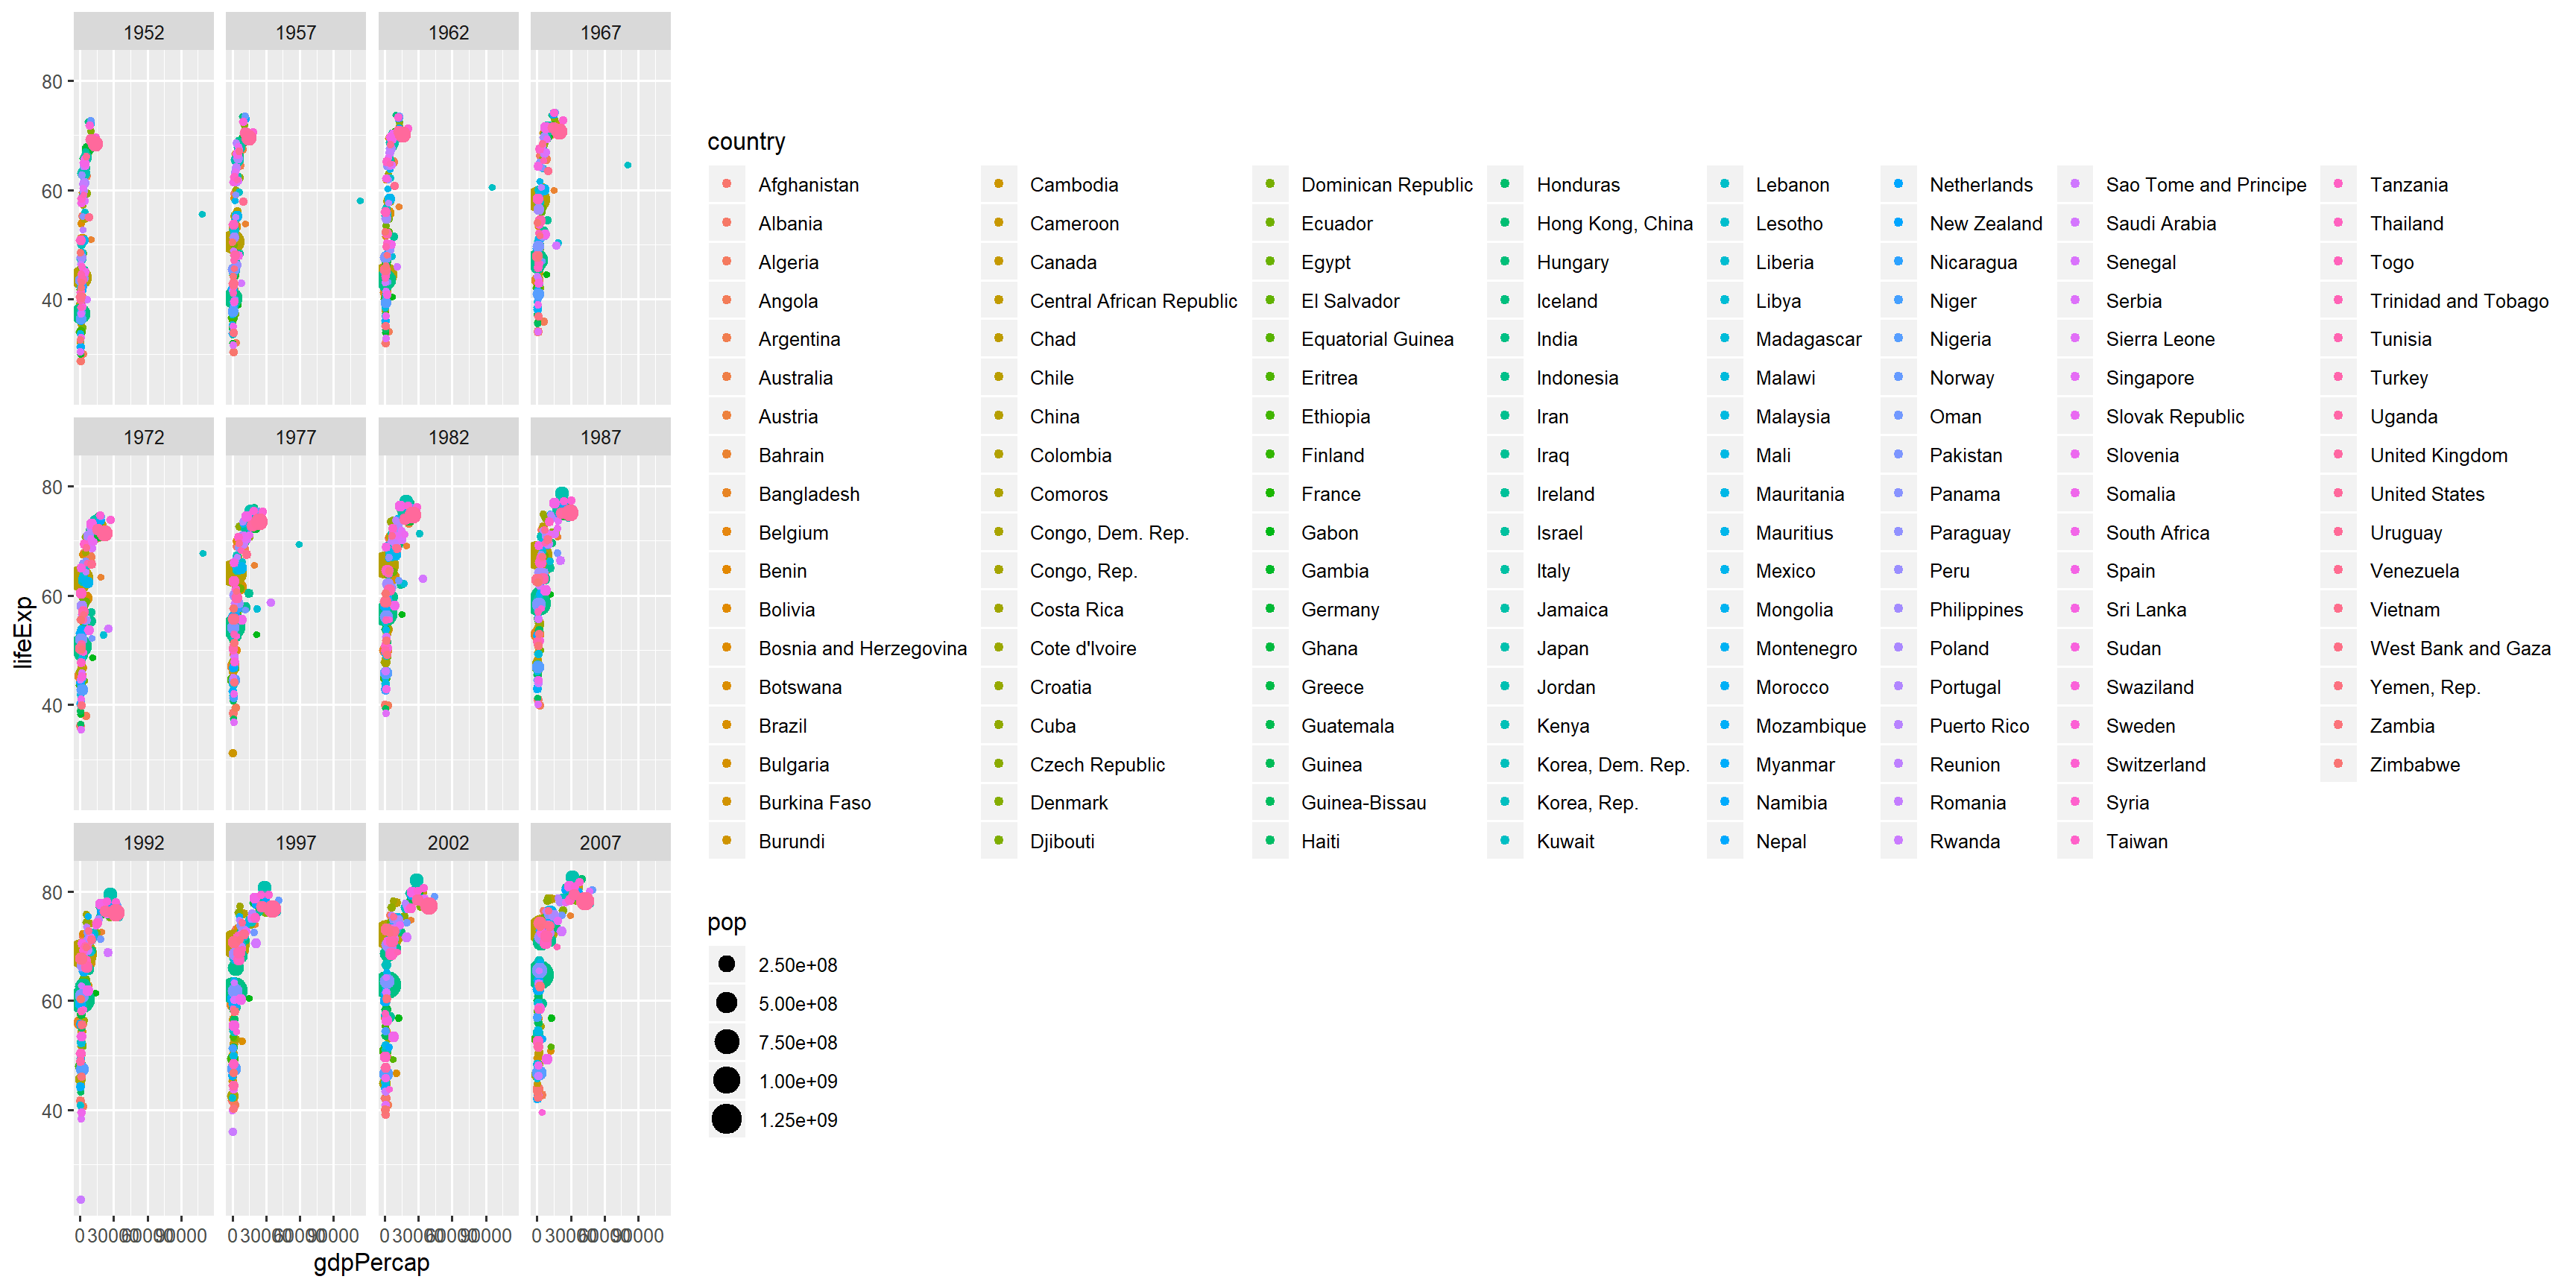 1952
1957
1962
1967
80
60
40
1972
1977
1982
1987
80
60
40
1992
1997
2002
2007
80
60
40
0 30000 60000 90000
0 30000 60000 90000
0 30000 60000 90000
0 30000 60000 90000
gdpPercap
lifeExp
country
Afghanistan
Albania
Algeria
Angola
Argentina
Australia
Austria
Bahrain
Bangladesh
Belgium
Benin
Bolivia
Bosnia and Herzegovina
Botswana
Brazil
Bulgaria
Burkina Faso
Burundi
Cambodia
Cameroon
Canada
Central African Republic
Chad
Chile
China
Colombia
Comoros
Congo, Dem. Rep.
Congo, Rep.
Costa Rica
Cote d'Ivoire
Croatia
Cuba
Czech Republic
Denmark
Djibouti
Dominican Republic
Ecuador
Egypt
El Salvador
Equatorial Guinea
Eritrea
Ethiopia
Finland
France
Gabon
Gambia
Germany
Ghana
Greece
Guatemala
Guinea
Guinea-Bissau
Haiti
Honduras
Hong Kong, China
Hungary
Iceland
India
Indonesia
Iran
Iraq
Ireland
Israel
Italy
Jamaica
Japan
Jordan
Kenya
Korea, Dem. Rep.
Korea, Rep.
Kuwait
Lebanon
Lesotho
Liberia
Libya
Madagascar
Malawi
Malaysia
Mali
Mauritania
Mauritius
Mexico
Mongolia
Montenegro
Morocco
Mozambique
Myanmar
Namibia
Nepal
Netherlands
New Zealand
Nicaragua
Niger
Nigeria
Norway
Oman
Pakistan
Panama
Paraguay
Peru
Philippines
Poland
Portugal
Puerto Rico
Reunion
Romania
Rwanda
Sao Tome and Principe
Saudi Arabia
Senegal
Serbia
Sierra Leone
Singapore
Slovak Republic
Slovenia
Somalia
South Africa
Spain
Sri Lanka
Sudan
Swaziland
Sweden
Switzerland
Syria
Taiwan
Tanzania
Thailand
Togo
Trinidad and Tobago
Tunisia
Turkey
Uganda
United Kingdom
United States
Uruguay
Venezuela
Vietnam
West Bank and Gaza
Yemen, Rep.
Zambia
Zimbabwe
pop
2.50e+08
5.00e+08
7.50e+08
1.00e+09
1.25e+09